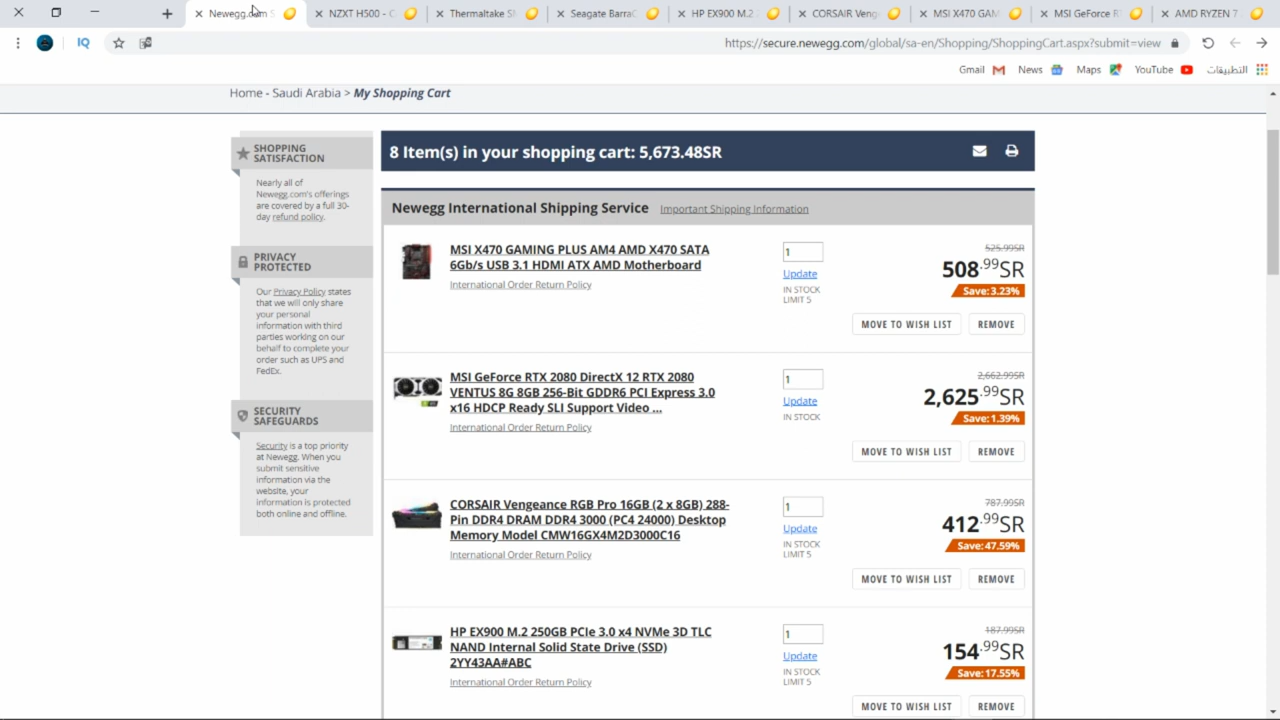 Newegg.com S
NZXT H500 - C
Thermaltake S
Seagate BarraC
HP EX900 M.2
CORSAIR Veng
MSI X470 GAM
MSI GeForce R
AMD RYZEN 7
IQ
https://secure.newegg.com/global/sa-en/Shopping/ShoppingCart.aspx?submit=view
Gmail
News
Maps
YouTube
التطبيقات
Home - Saudi Arabia > My Shopping Cart
SHOPPING
SATISFACTION
Nearly all of
Newegg.com's offerings
are covered by a full 30-
day refund policy.
PRIVACY
PROTECTED
Our Privacy Policy states
that we will only share
your personal
information with third
parties working on our
behalf to complete your
order such as UPS and
FedEx.
SECURITY
SAFEGUARDS
Security is a top priority
at Newegg. When you
submit sensitive
information via the
website, your
information is protected
both online and offline.
8 Item(s) in your shopping cart: 5,673.48SR
Newegg International Shipping Service Important Shipping Information
MSI X470 GAMING PLUS AM4 AMD X470 SATA
6Gb/s USB 3.1 HDMI ATX AMD Motherboard
International Order Return Policy
1
Update
IN STOCK
LIMIT 5
525.99SR
508.99SR
Save: 3.23%
MOVE TO WISH LIST
REMOVE
MSI GeForce RTX 2080 DirectX 12 RTX 2080
VENTUS 8G 8GB 256-Bit GDDR6 PCI Express 3.0
x16 HDCP Ready SLI Support Video ...
International Order Return Policy
1
Update
IN STOCK
2,662.99SR
2,625.99SR
Save: 1.39%
MOVE TO WISH LIST
REMOVE
CORSAIR Vengeance RGB Pro 16GB (2 x 8GB) 288-
Pin DDR4 DRAM DDR4 3000 (PC4 24000) Desktop
Memory Model CMW16GX4M2D3000C16
International Order Return Policy
1
Update
IN STOCK
LIMIT 5
787.99SR
412.99SR
Save: 47.59%
MOVE TO WISH LIST
REMOVE
HP EX900 M.2 250GB PCIe 3.0 x4 NVMe 3D TLC
NAND Internal Solid State Drive (SSD)
2YY43AA#ABC
International Order Return Policy
1
Update
IN STOCK
LIMIT 5
187.99SR
154.99SR
Save: 17.55%
MOVE TO WISH LIST
REMOVE